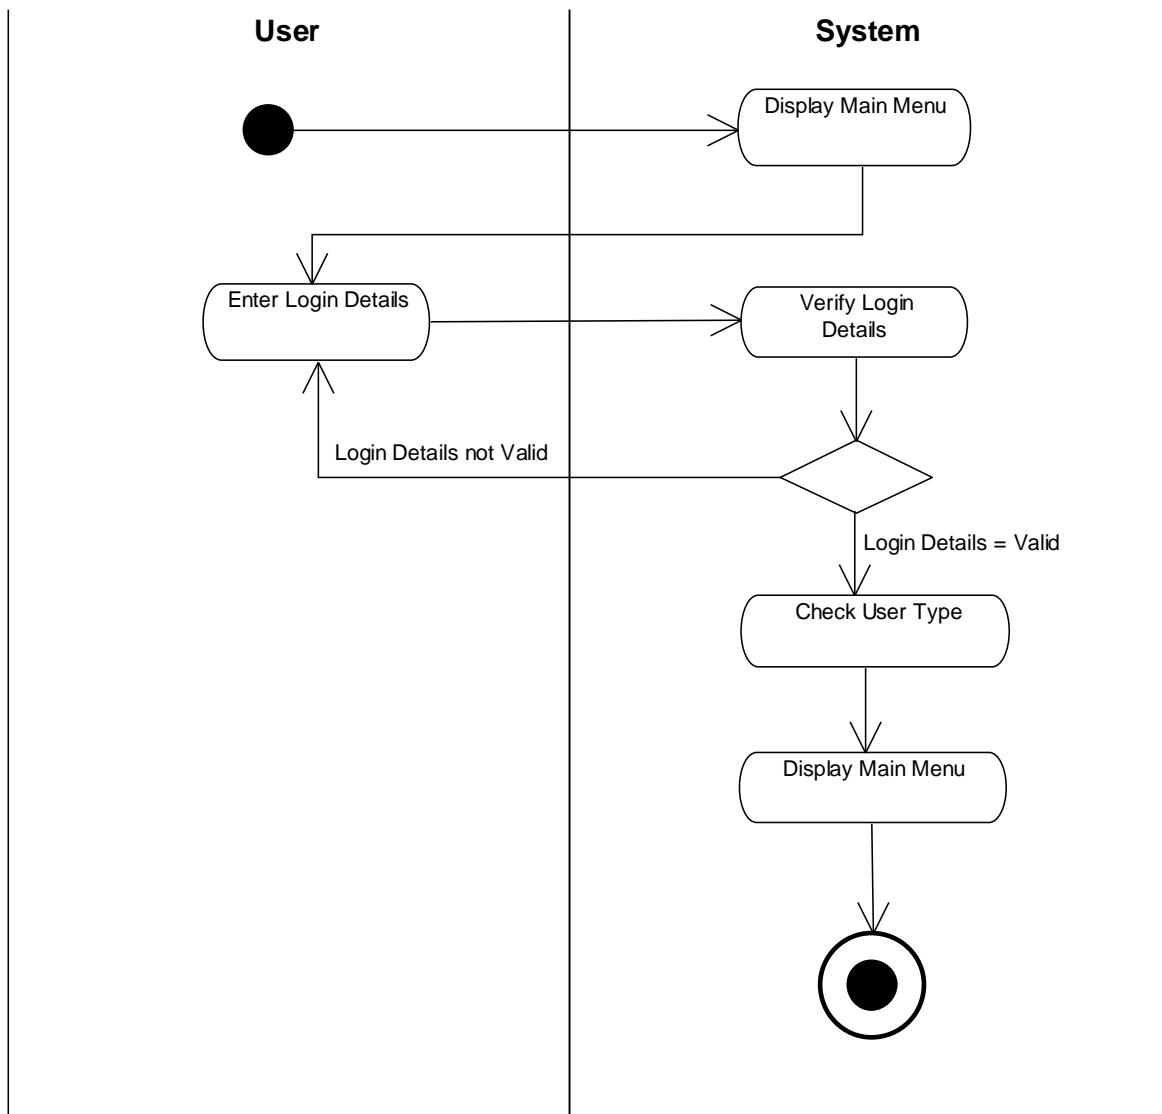 User
System
Display Main Menu
Enter Login Details
Verify Login
Details
Login Details not Valid
Login Details = Valid
Check User Type
Display Main Menu